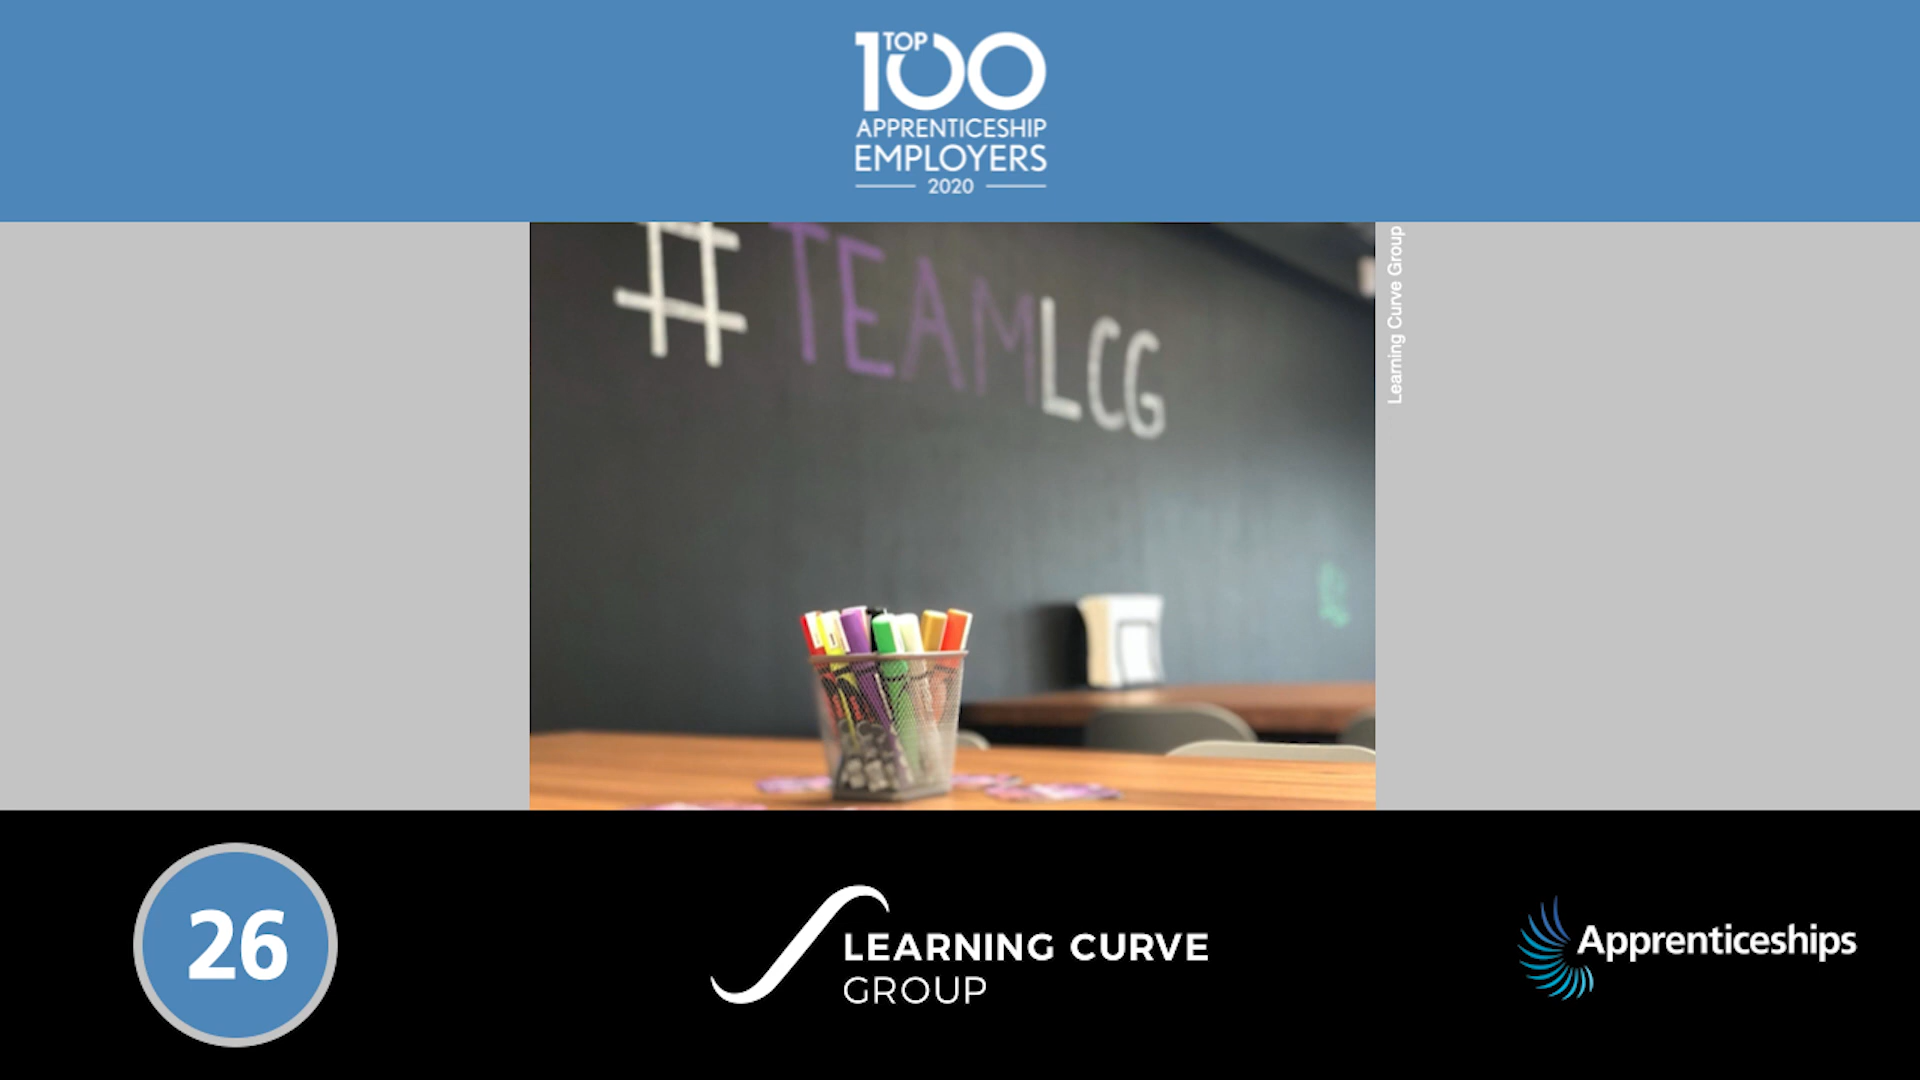 TOP
100
APPRENTICESHIP
EMPLOYERS
2020
#TEAMLCG
Learning Curve Group
26
LEARNING CURVE
GROUP
Apprenticeships